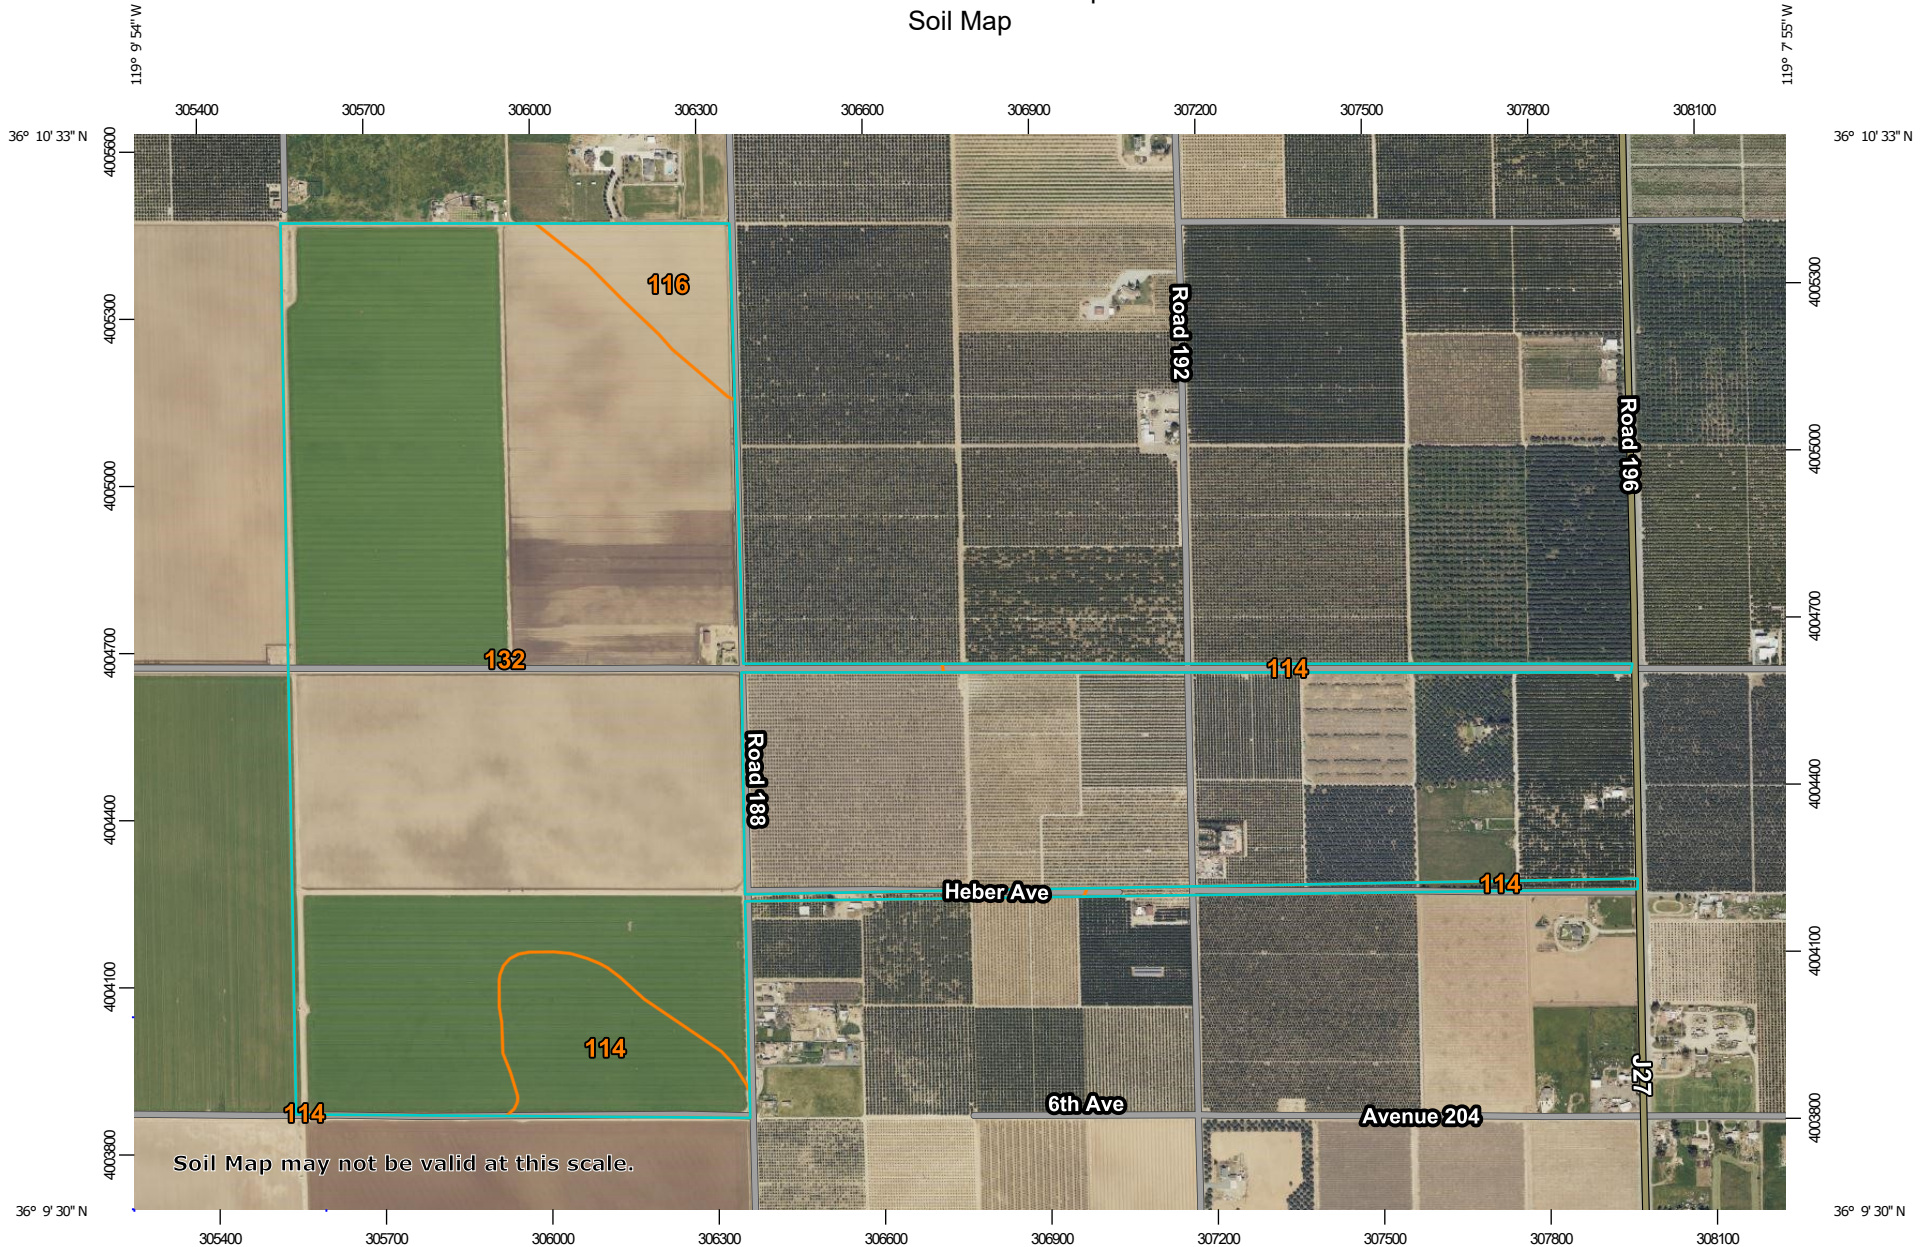 Soil Map
119° 9' 54" W
119° 7' 55" W
305400 305700 306000 306300 306600 306900 307200 307500 307800 308100
36° 10' 33" N
36° 10' 33" N
4005600
4005300
4005000
4004700
4004400
4004100
4003800
4005300
4005000
4004700
4004400
4004100
4003800
116
Road 192
Road 196
132
114
Road 188
Heber Ave
114
114
J27
6th Ave
114
Avenue 204
Soil Map may not be valid at this scale.
36° 9' 30" N
36° 9' 30" N
305400 305700 306000 306300 306600 306900 307200 307500 307800 308100